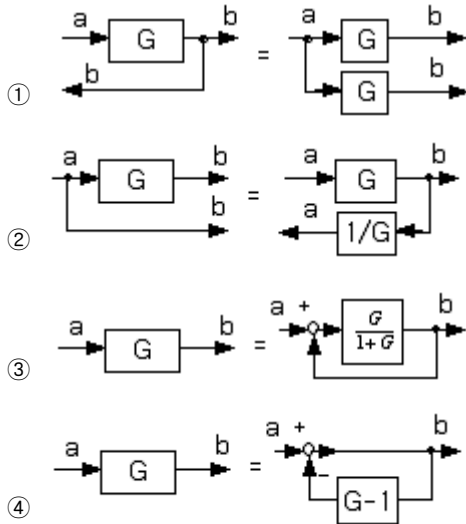 a G b = a G b
b G b
①
a G b = a G b
b a 1/G
②
a G b = a + G/1+G b
③
a G b = a + b
− G-1
④